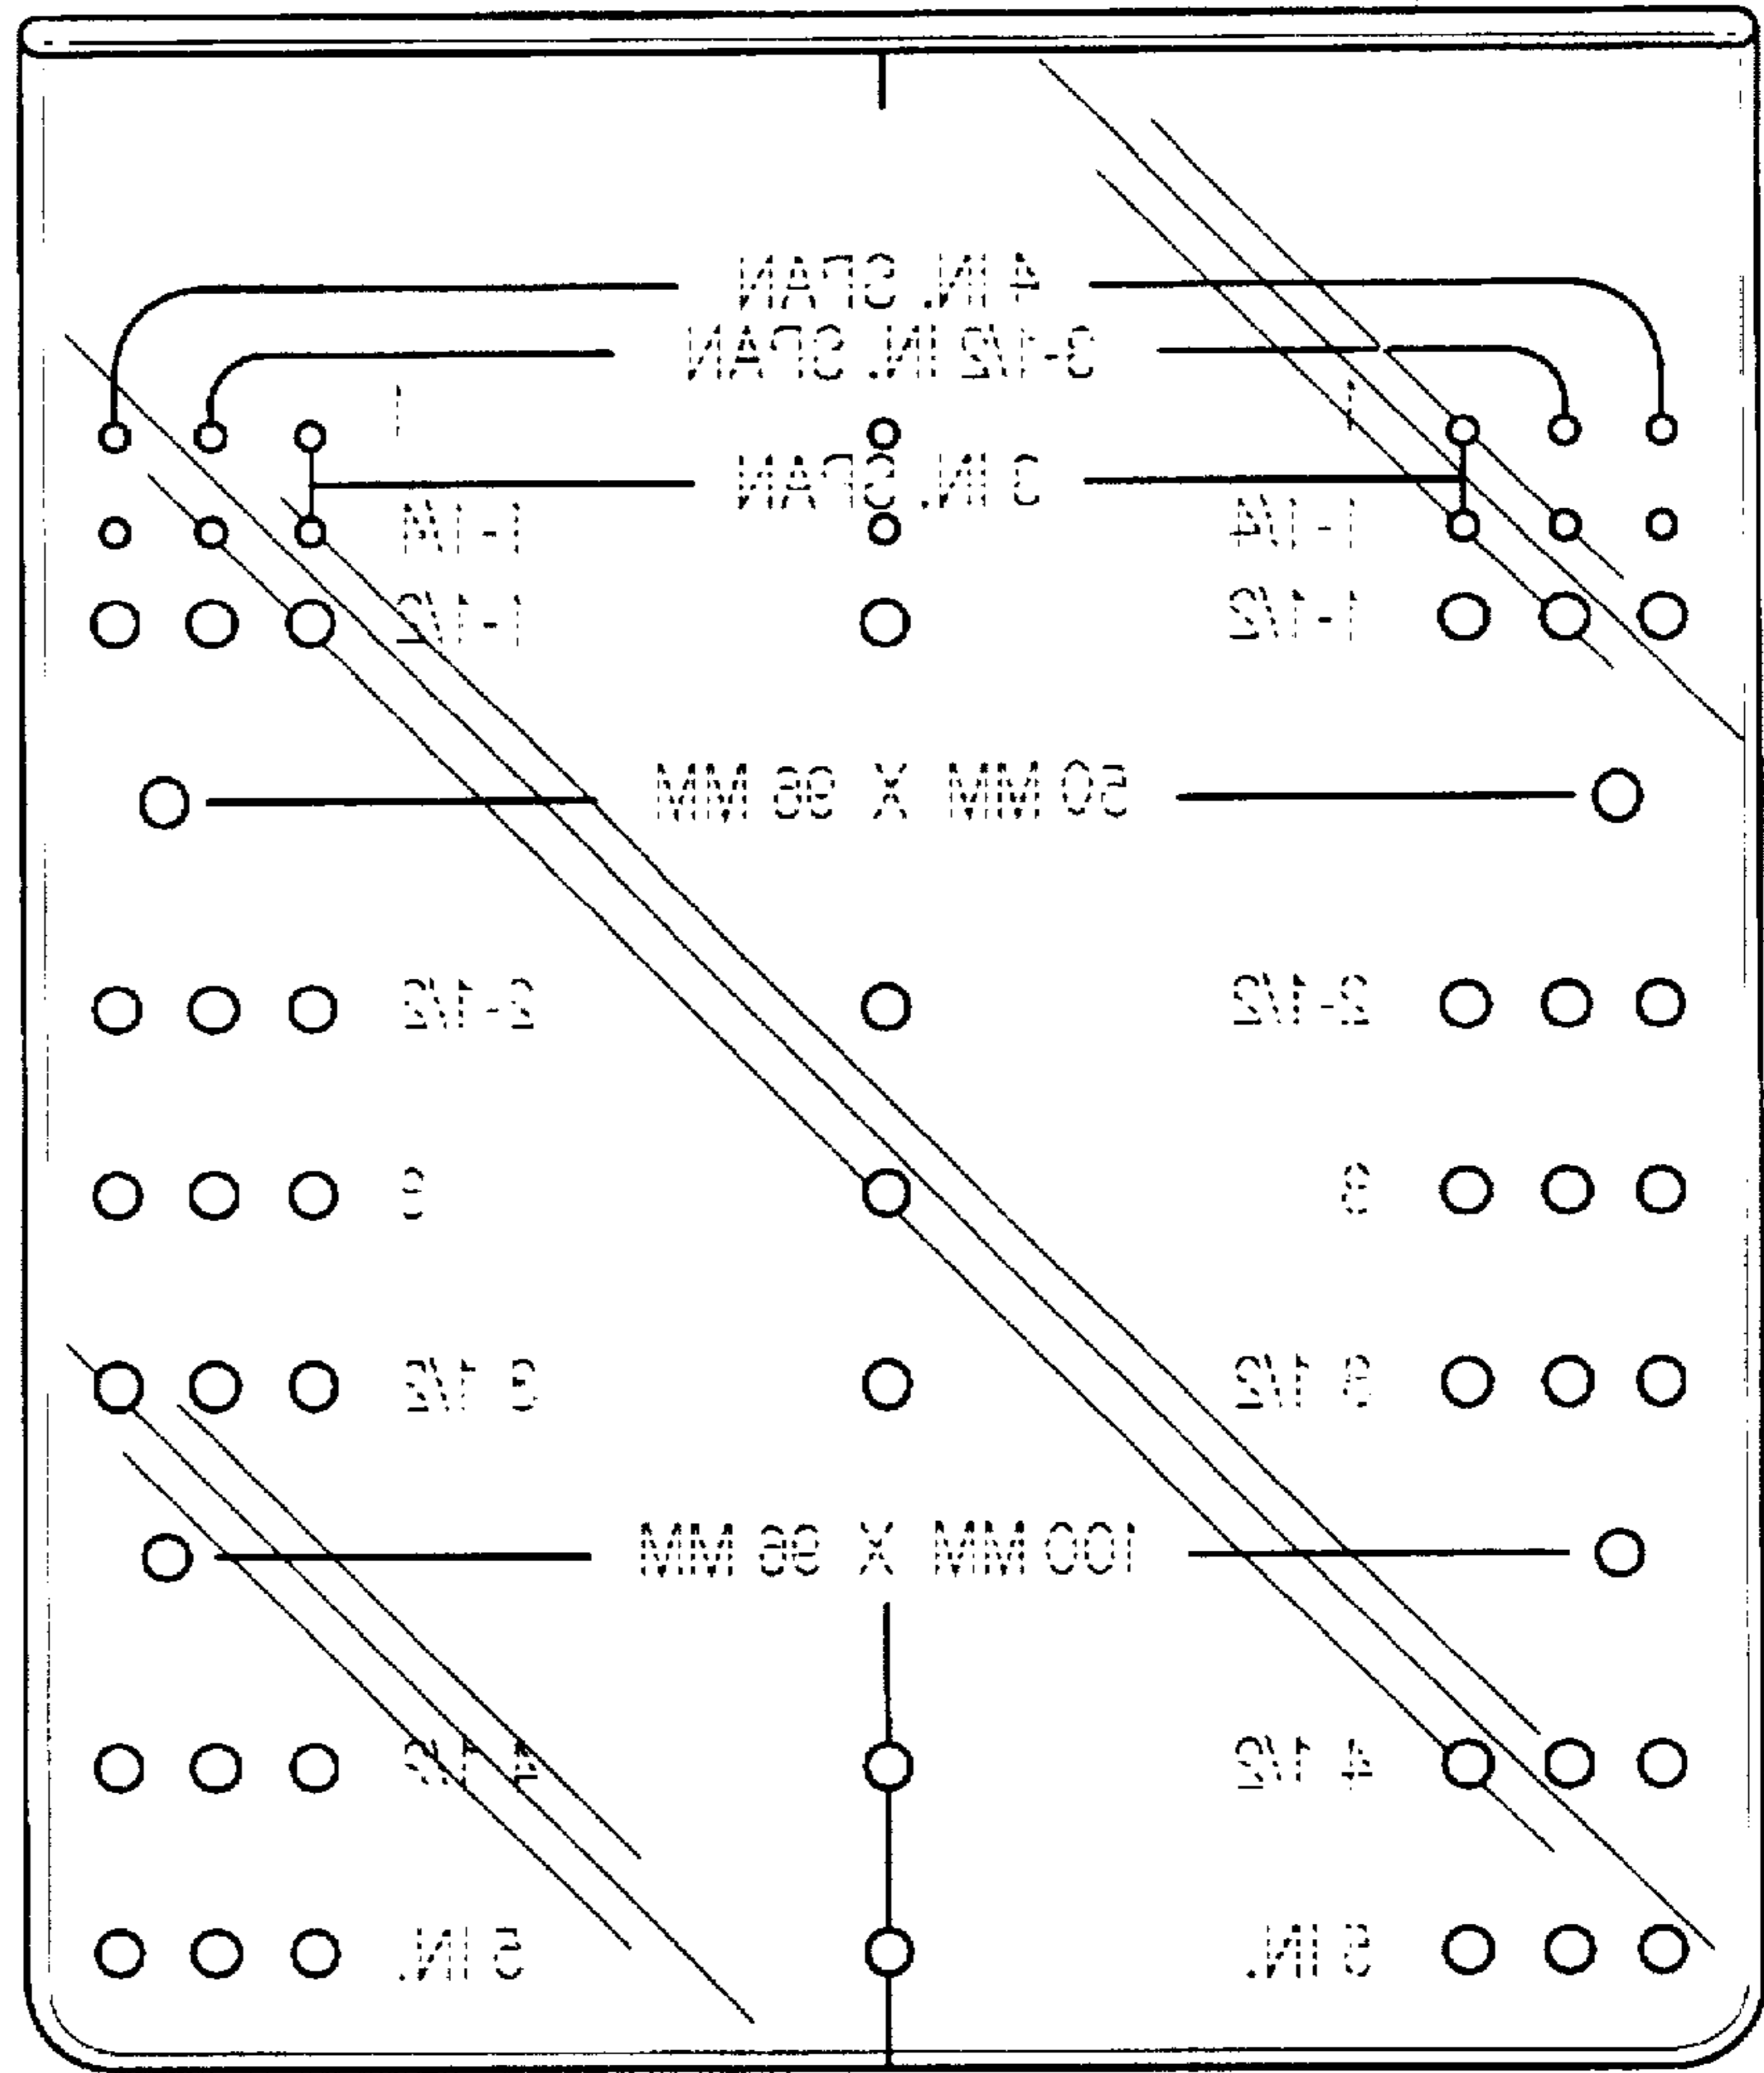 4 IN. SPAN
3-1/2 IN. SPAN
1 1
3 IN. SPAN
1-1/4 1-1/4
1-1/2 1-1/2
50 MM X 96 MM
2-1/2 2-1/2
3 3
3 1/2 3 1/2
100 MM X 96 MM
4 1/2 4 1/2
5 IN. 5 IN.